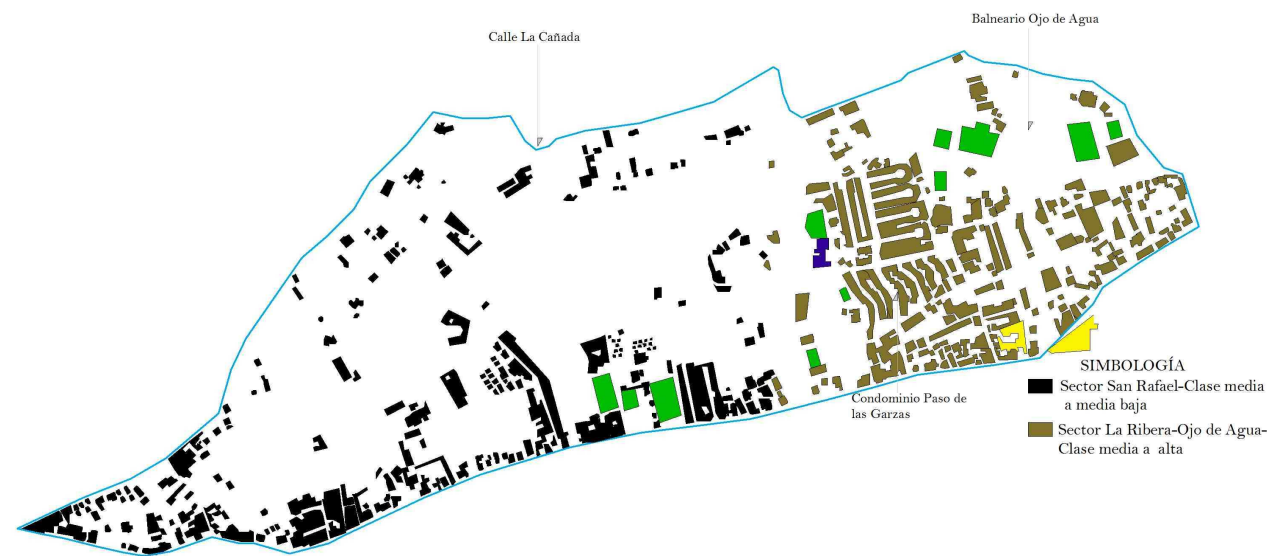 Balneario Ojo de Agua
Calle La Cañada
Condominio Paso de
las Garzas
SIMBOLOGÍA
Sector San Rafael-Clase media
a media baja
Sector La Ribera-Ojo de Agua-
Clase media a alta